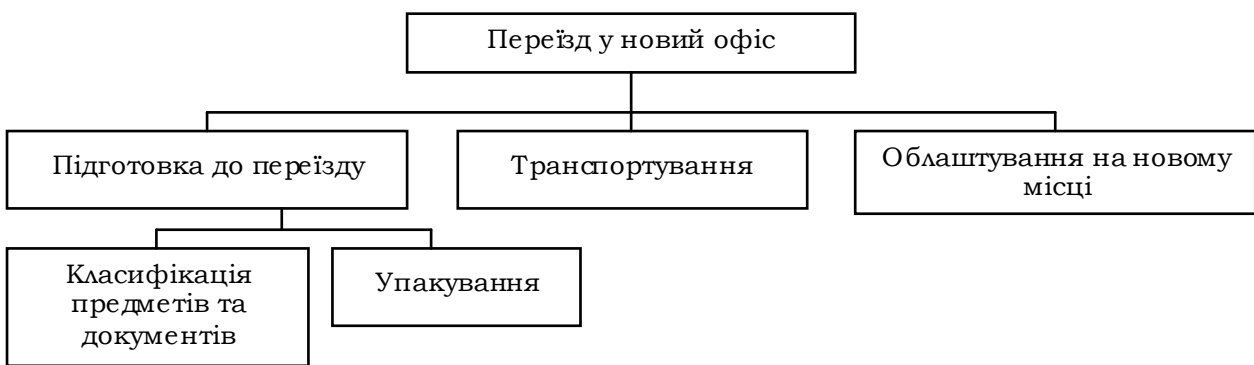 Переїзд у новий офіс
Підготовка до переїзду
Транспортування
Облаштування на новому
місці
Класифікація
предметів та
документів
Упакування